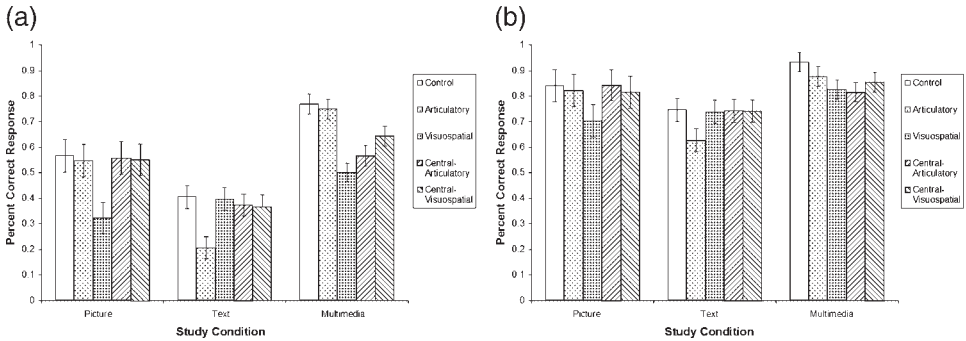 (a)
Percent Correct Response
1
0.9
0.8
0.7
0.6
0.5
0.4
0.3
0.2
0.1
0
Picture
Text
Multimedia
Study Condition
Control
Articulatory
Visuospatial
Central-
Articulatory
Central-
Visuospatial
(b)
Percent Correct Response
1
0.9
0.8
0.7
0.6
0.5
0.4
0.3
0.2
0.1
0
Picture
Text
Multimedia
Study Condition
Control
Articulatory
Visuospatial
Central-
Articulatory
Central-
Visuospatial